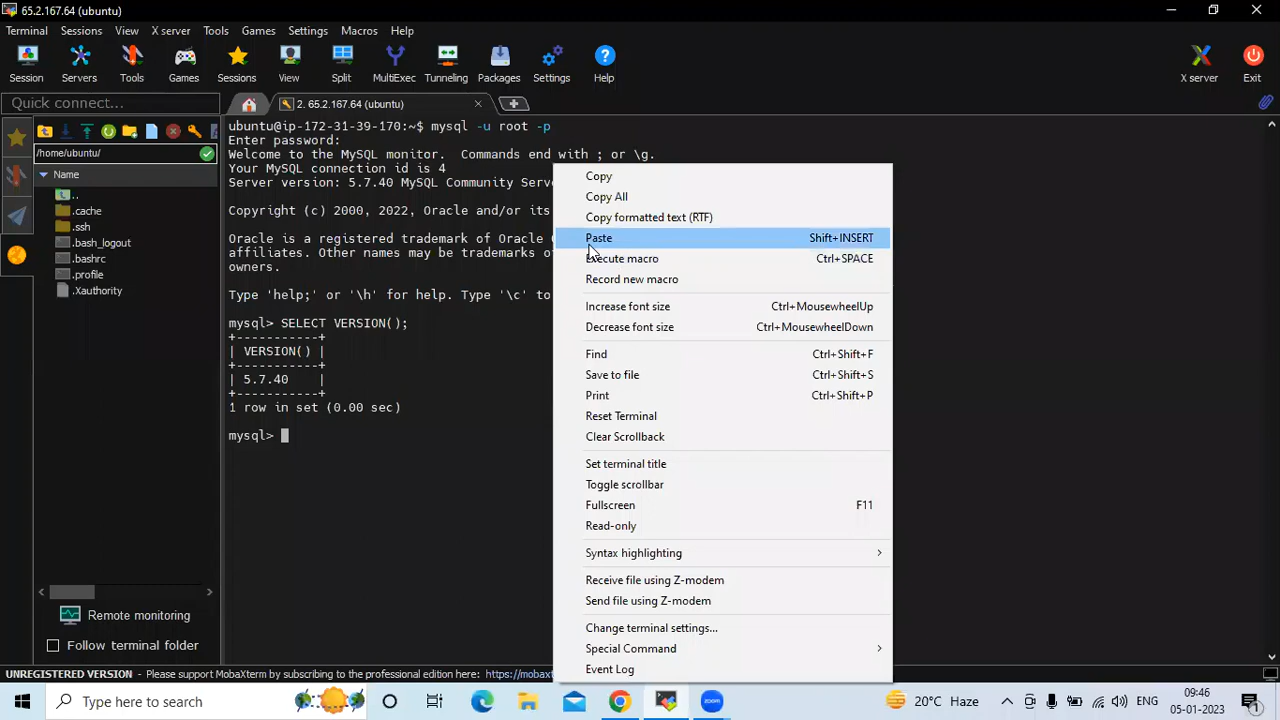 65.2.167.64 (ubuntu)
Terminal Sessions View X server Tools Games Settings Macros Help
Session Servers Tools Games Sessions View Split MultiExec Tunneling Packages Settings Help X server Exit
Quick connect...
2. 65.2.167.64 (ubuntu)
/home/ubuntu/
Name
..
.cache
.ssh
.bash_logout
.bashrc
.profile
.Xauthority
Remote monitoring
Follow terminal folder
ubuntu@ip-172-31-39-170:~$ mysql -u root -p
Enter password:
Welcome to the MySQL monitor.  Commands end with ; or \g.
Your MySQL connection id is 4
Server version: 5.7.40 MySQL Community Serv
Copyright (c) 2000, 2022, Oracle and/or its
Oracle is a registered trademark of Oracle
affiliates. Other names may be trademarks of
owners.
Type 'help;' or '\h' for help. Type '\c' to
mysql> SELECT VERSION();
+-----------+
| VERSION() |
+-----------+
| 5.7.40    |
+-----------+
1 row in set (0.00 sec)
mysql>
Copy
Copy All
Copy formatted text (RTF)
Paste Shift+INSERT
Execute macro Ctrl+SPACE
Record new macro
Increase font size Ctrl+MousewheelUp
Decrease font size Ctrl+MousewheelDown
Find Ctrl+Shift+F
Save to file Ctrl+Shift+S
Print Ctrl+Shift+P
Reset Terminal
Clear Scrollback
Set terminal title
Toggle scrollbar
Fullscreen F11
Read-only
Syntax highlighting
Receive file using Z-modem
Send file using Z-modem
Change terminal settings...
Special Command
Event Log
UNREGISTERED VERSION - Please support MobaXterm by subscribing to the professional edition here: https://mobaxt
Type here to search
zoom
20°C Haze
ENG
09:46
05-01-2023
1